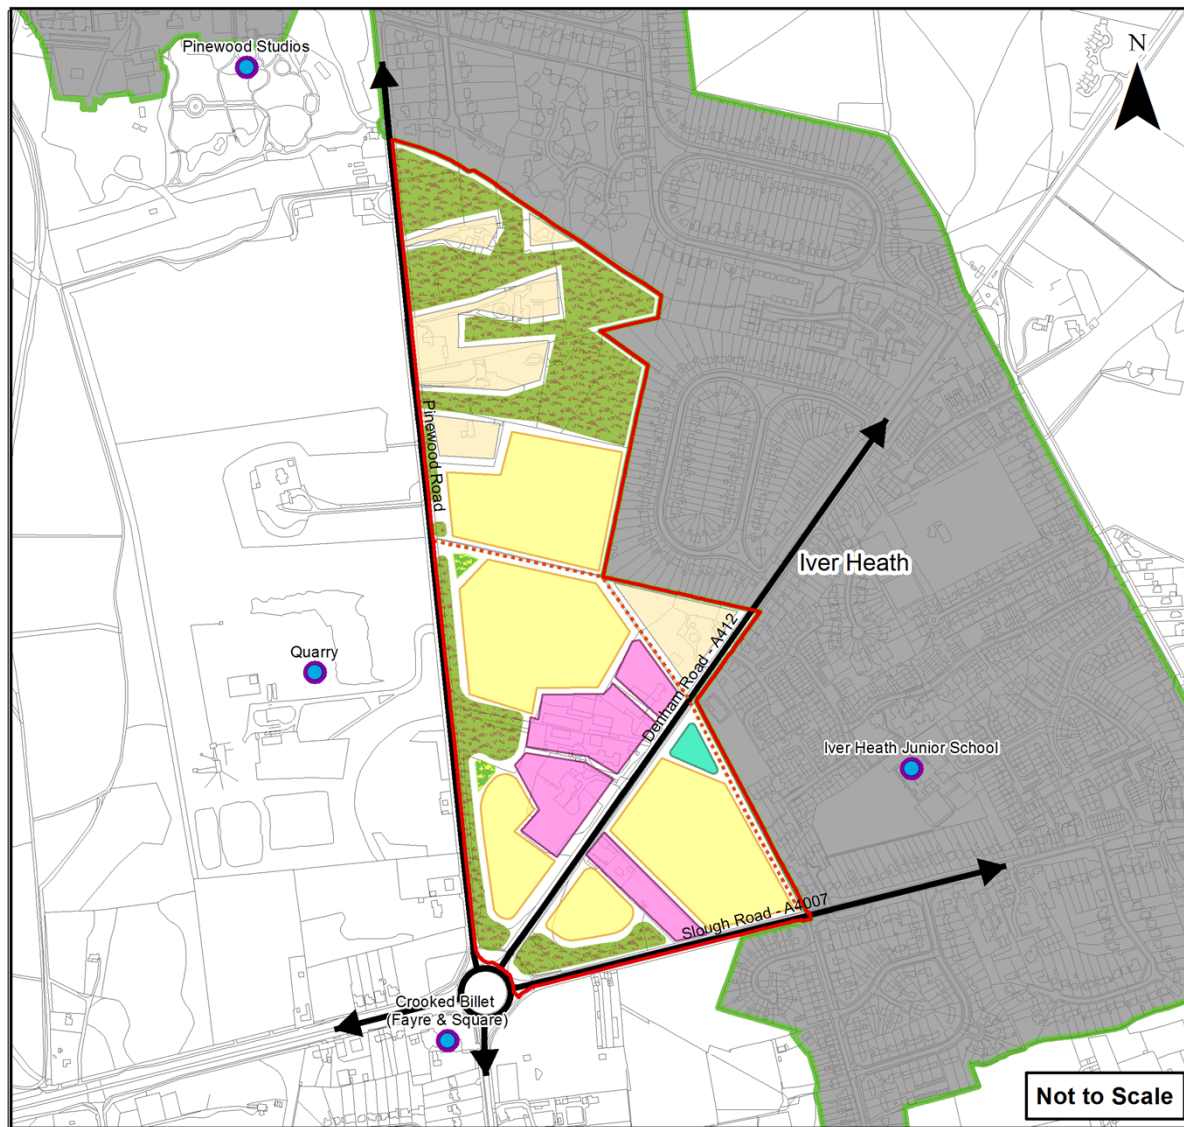 Pinewood Studios
N
Pinewood Road
Iver Heath
Denham Road - A412
Quarry
Iver Heath Junior School
Slough Road - A4007
Crooked Billet
(Fayre & Square)
Not to Scale